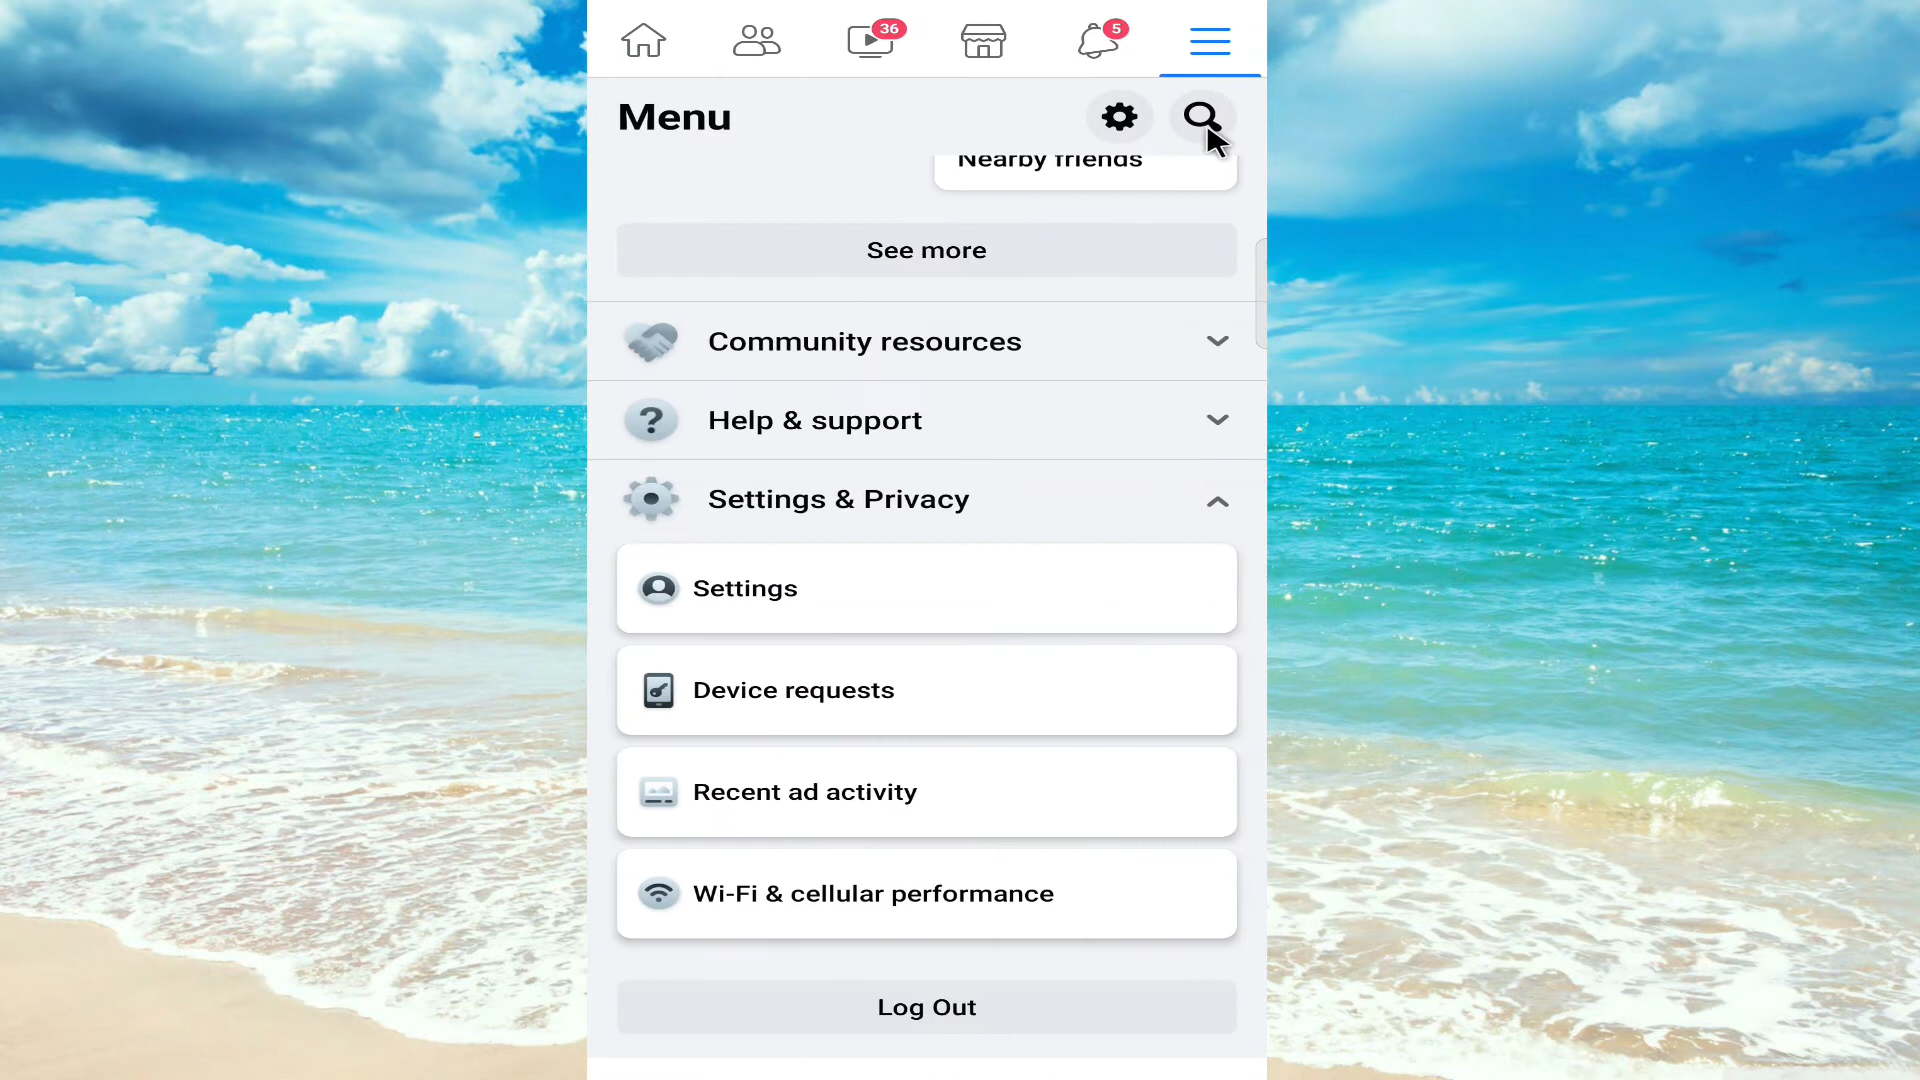 36
5
Menu
Nearby friends
See more
Community resources
Help & support
Settings & Privacy
Settings
Device requests
Recent ad activity
Wi-Fi & cellular performance
Log Out